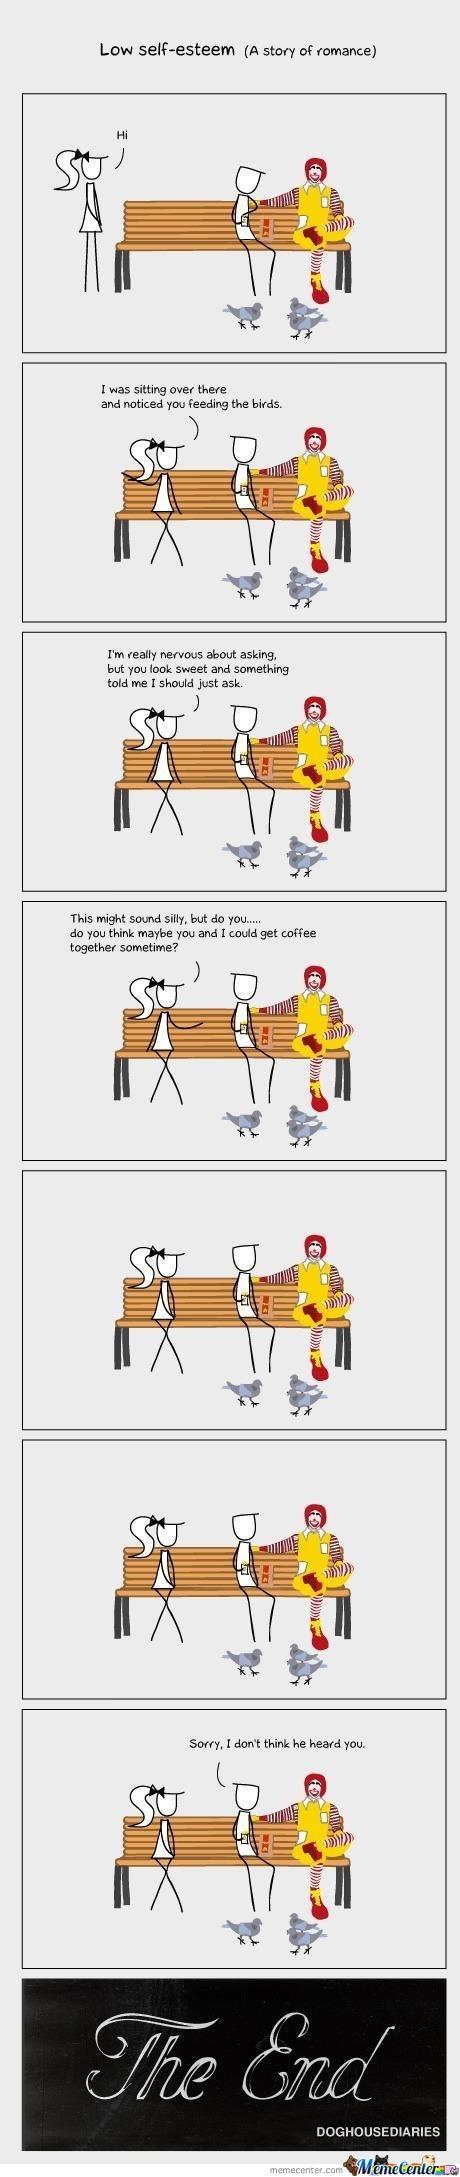 Low self-esteem (A story of romance)
Hi
I was sitting over there
and noticed you feeding the birds.
I'm really nervous about asking,
but you look sweet and something
told me I should just ask.
This might sound silly, but do you.....
do you think maybe you and I could get coffee
together sometime?
Sorry, I don't think he heard you.
The End
DOGHOUSEDIARIES
memecenter.com MemeCenter